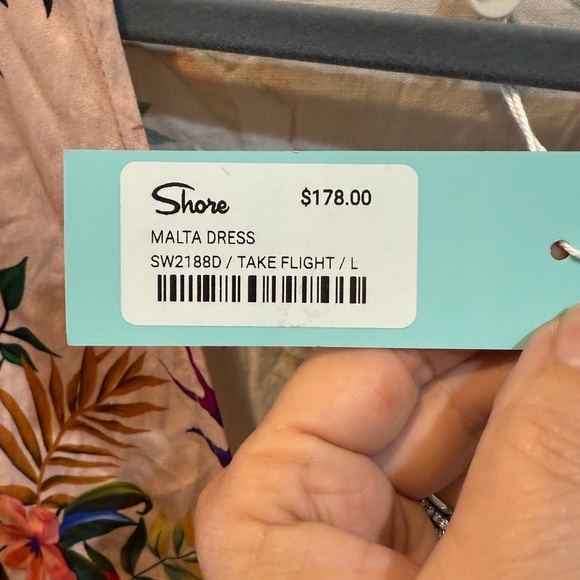 Shore $178.00
MALTA DRESS
SW2188D / TAKE FLIGHT / L